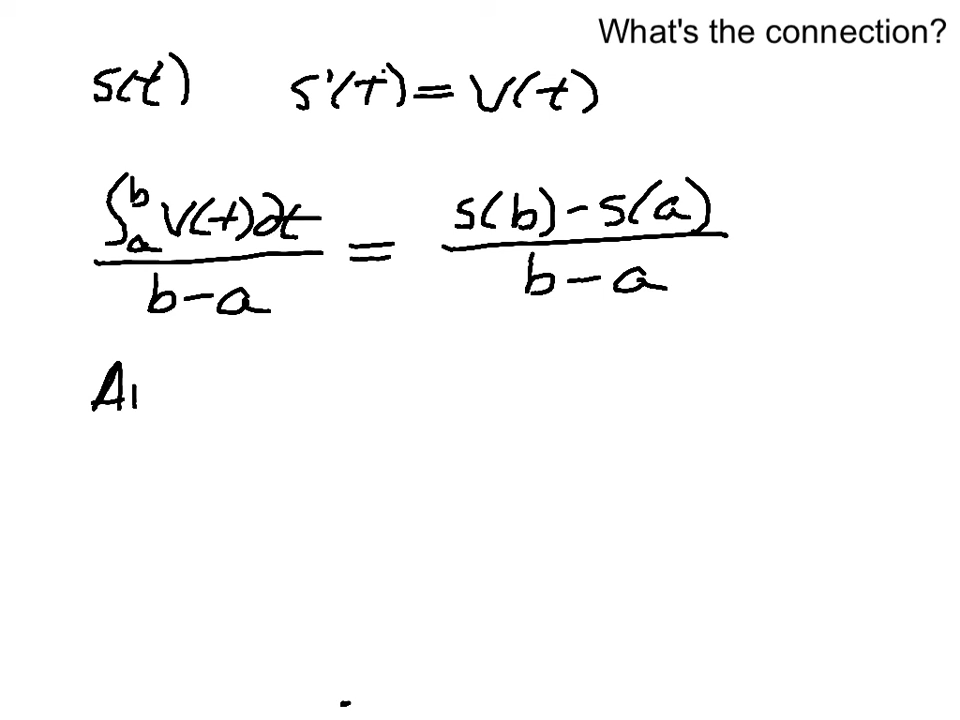 What's the connection?
s(t) s'(t) = v(t)
∫_a^b v(t)dt / b-a = s(b)-s(a) / b-a